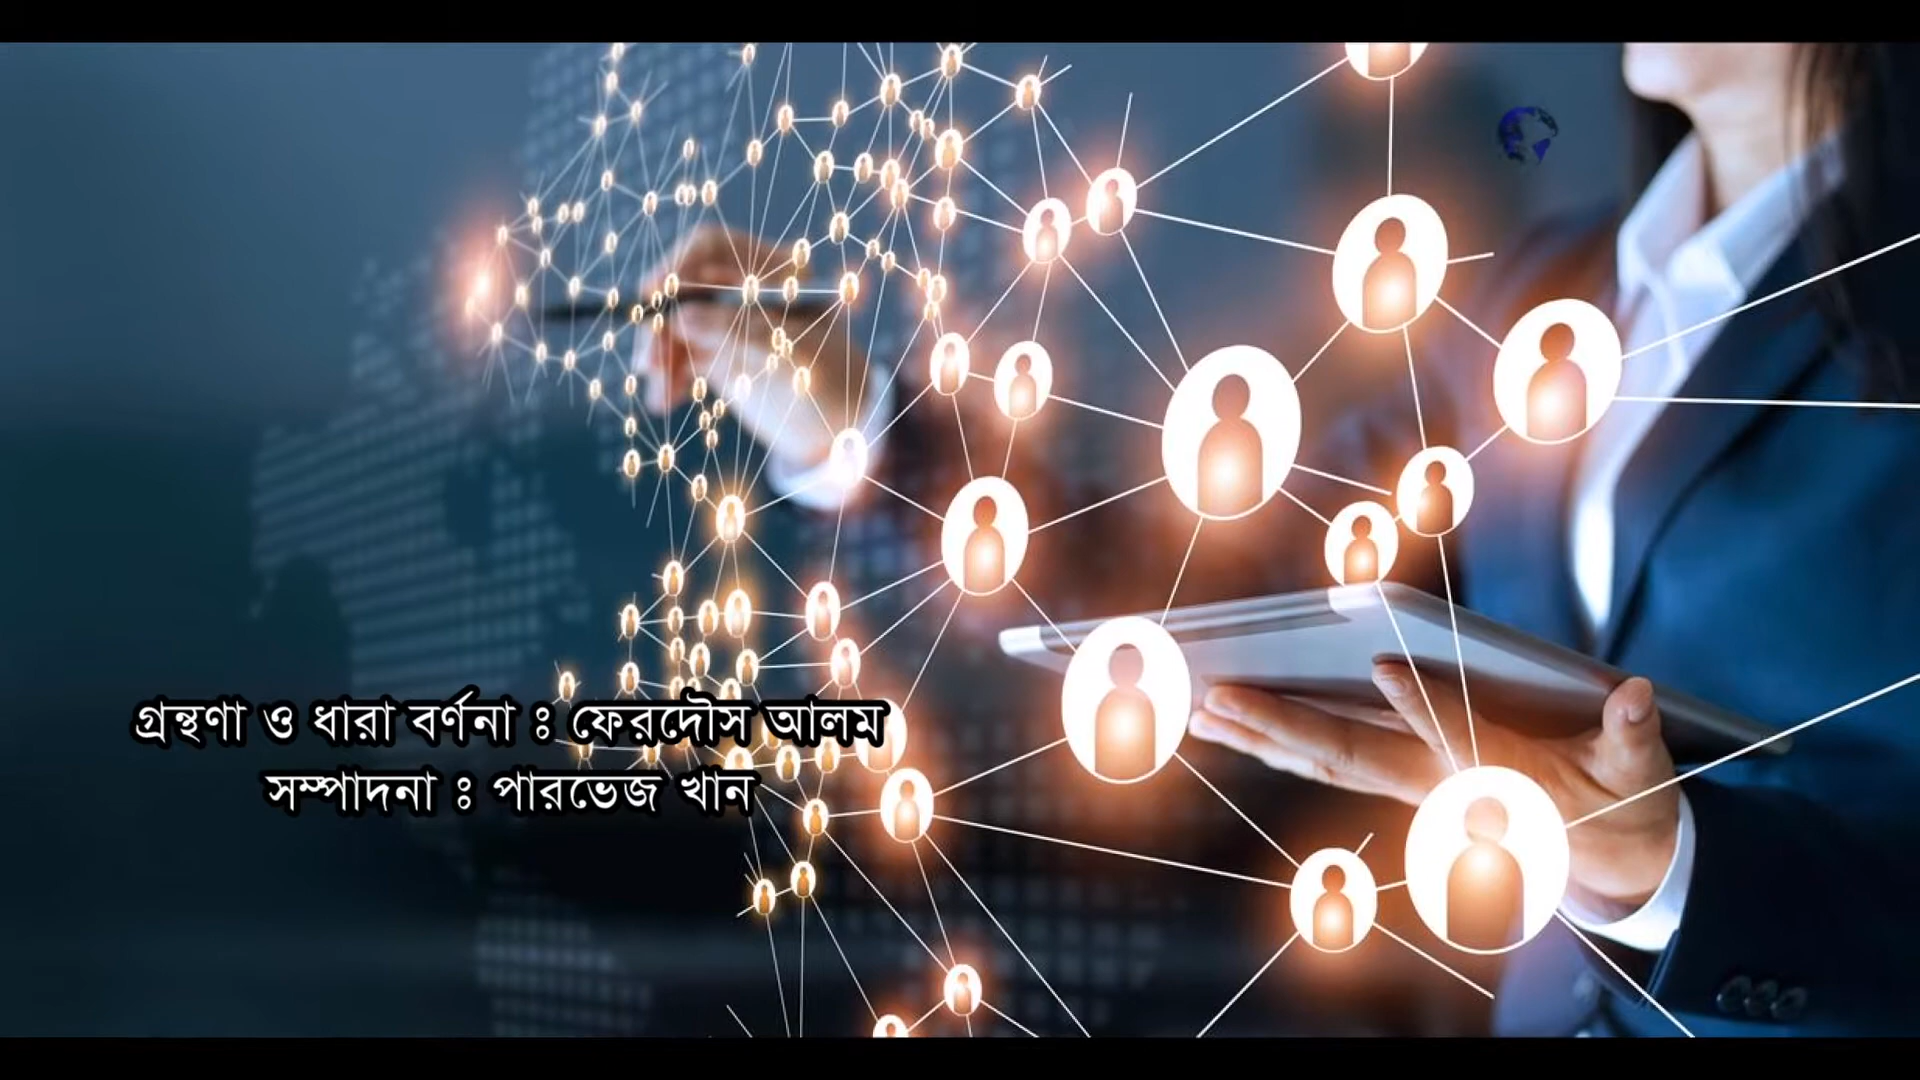 গ্রন্থণা ও ধারা বর্ণনা ঃ ফেরদৌস আলম
সম্পাদনা ঃ পারভেজ খান